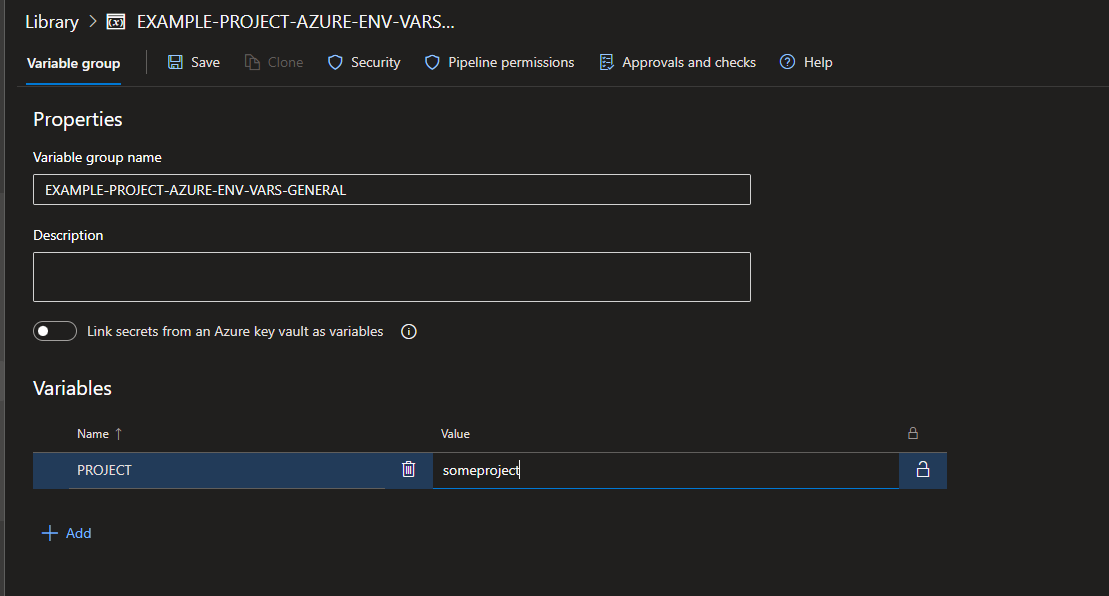 Library > EXAMPLE-PROJECT-AZURE-ENV-VARS...
Variable group Save Clone Security Pipeline permissions Approvals and checks Help
Properties
Variable group name
EXAMPLE-PROJECT-AZURE-ENV-VARS-GENERAL
Description
Link secrets from an Azure key vault as variables
Variables
Name ↑ Value
PROJECT someproject
+ Add